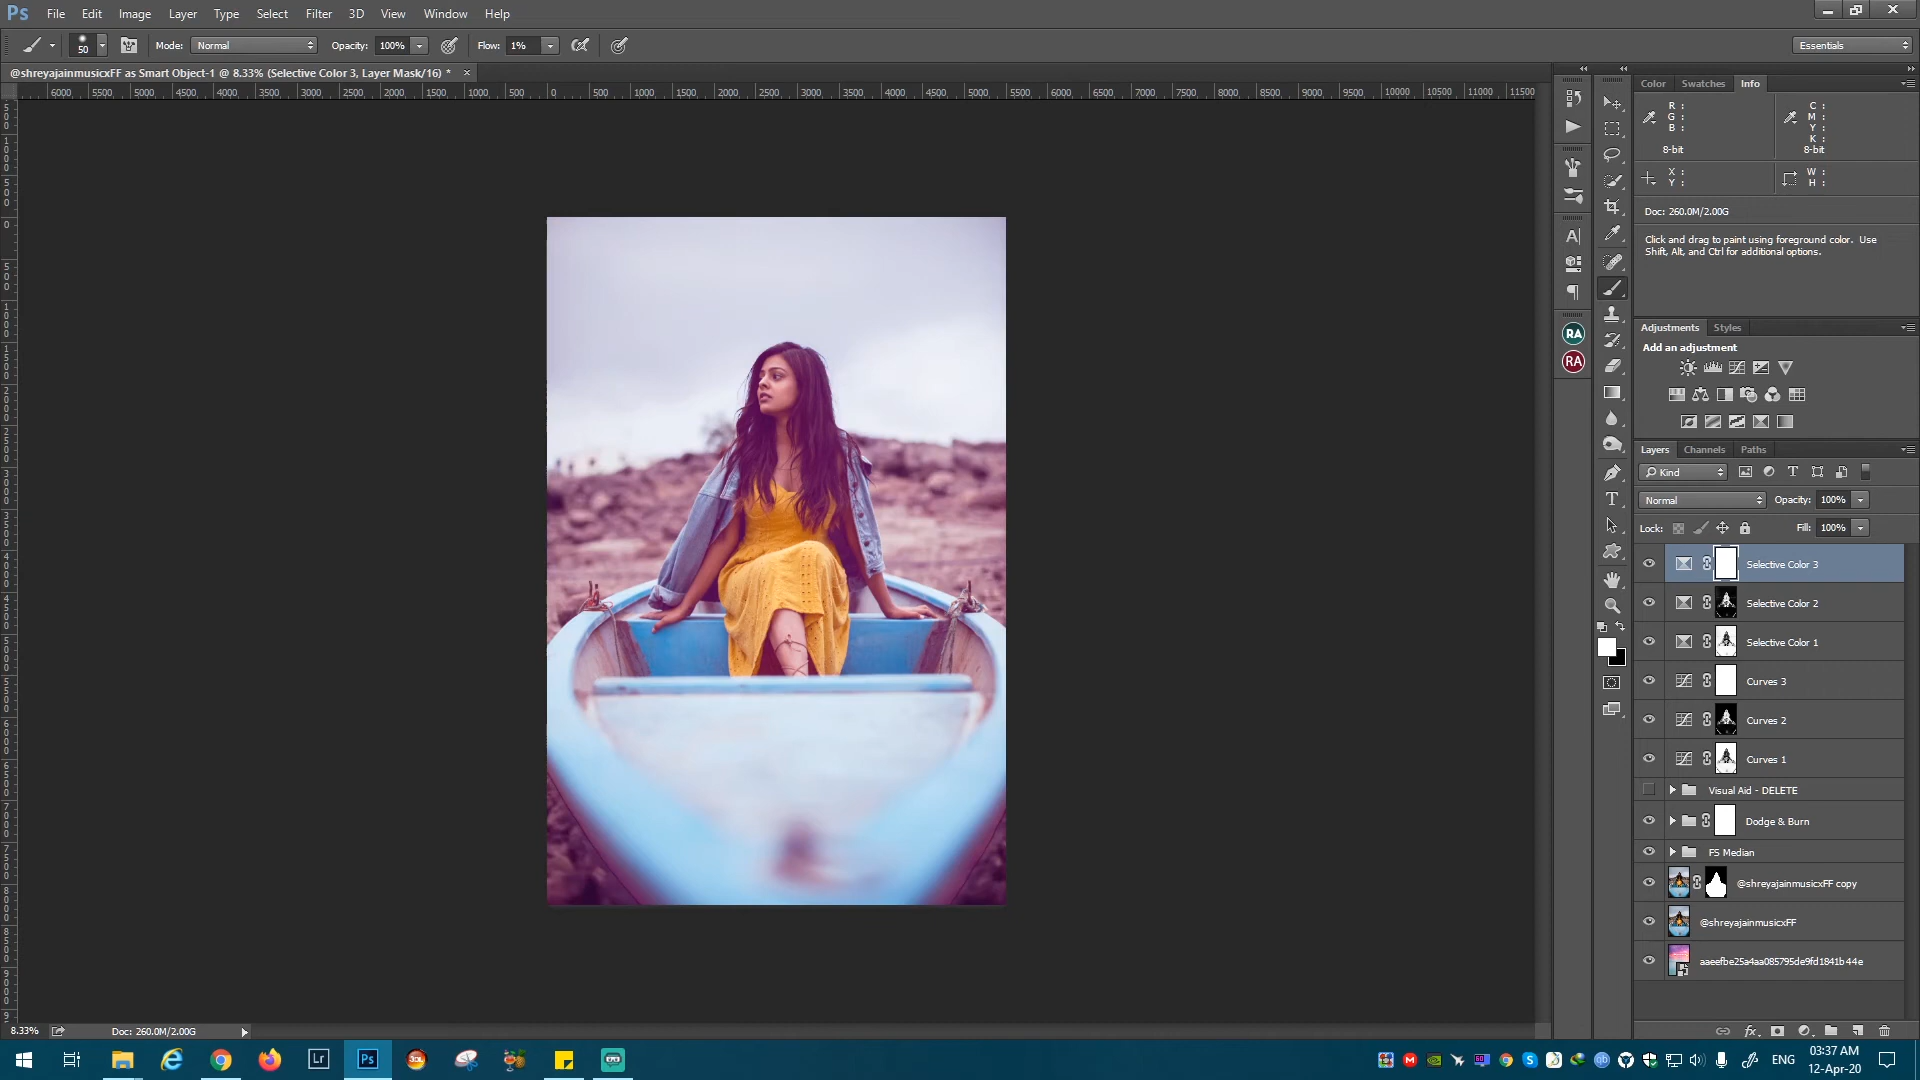 Ps File Edit Image Layer Type Select Filter 3D View Window Help
50 Mode: Normal Opacity: 100% Flow: 1% Essentials
@shreyajainmusicxFF as Smart Object-1 @ 8.33% (Selective Color 3, Layer Mask/16) * ×
6000 5500 5000 4500 4000 3500 3000 2500 2000 1500 1000 500 0 500 1000 1500 2000 2500 3000 3500 4000 4500 5000 5500 6000 6500 7000 7500 8000 8500 9000 9500 10000 10500 11000 11500
Color Swatches Info
R : C :
G : M :
B : Y :
K :
8-bit 8-bit
X : W :
Y : H :
Doc: 260.0M/2.00G
Click and drag to paint using foreground color. Use
Shift, Alt, and Ctrl for additional options.
Adjustments Styles
Add an adjustment
RA
RA
Layers Channels Paths
Kind
Normal Opacity: 100%
Lock: Fill: 100%
Selective Color 3
Selective Color 2
Selective Color 1
Curves 3
Curves 2
Curves 1
Visual Aid - DELETE
Dodge & Burn
FS Median
@shreyajainmusicxFF copy
@shreyajainmusicxFF
aaeefbe25a4aa085795de9fd1841b44e
8.33% Doc: 260.0M/2.00G
Lr Ps
ENG 03:37 AM
12-Apr-20